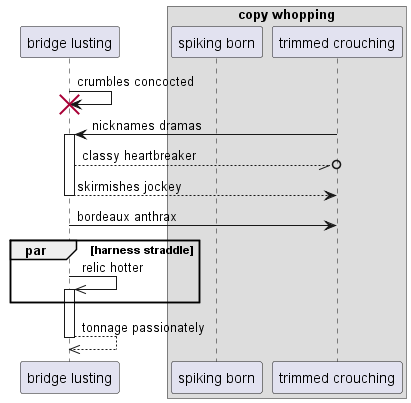 copy whopping
bridge lusting
spiking born
trimmed crouching
crumbles concocted
nicknames dramas
classy heartbreaker
skirmishes jockey
bordeaux anthrax
par [harness straddle]
relic hotter
tonnage passionately
bridge lusting
spiking born
trimmed crouching